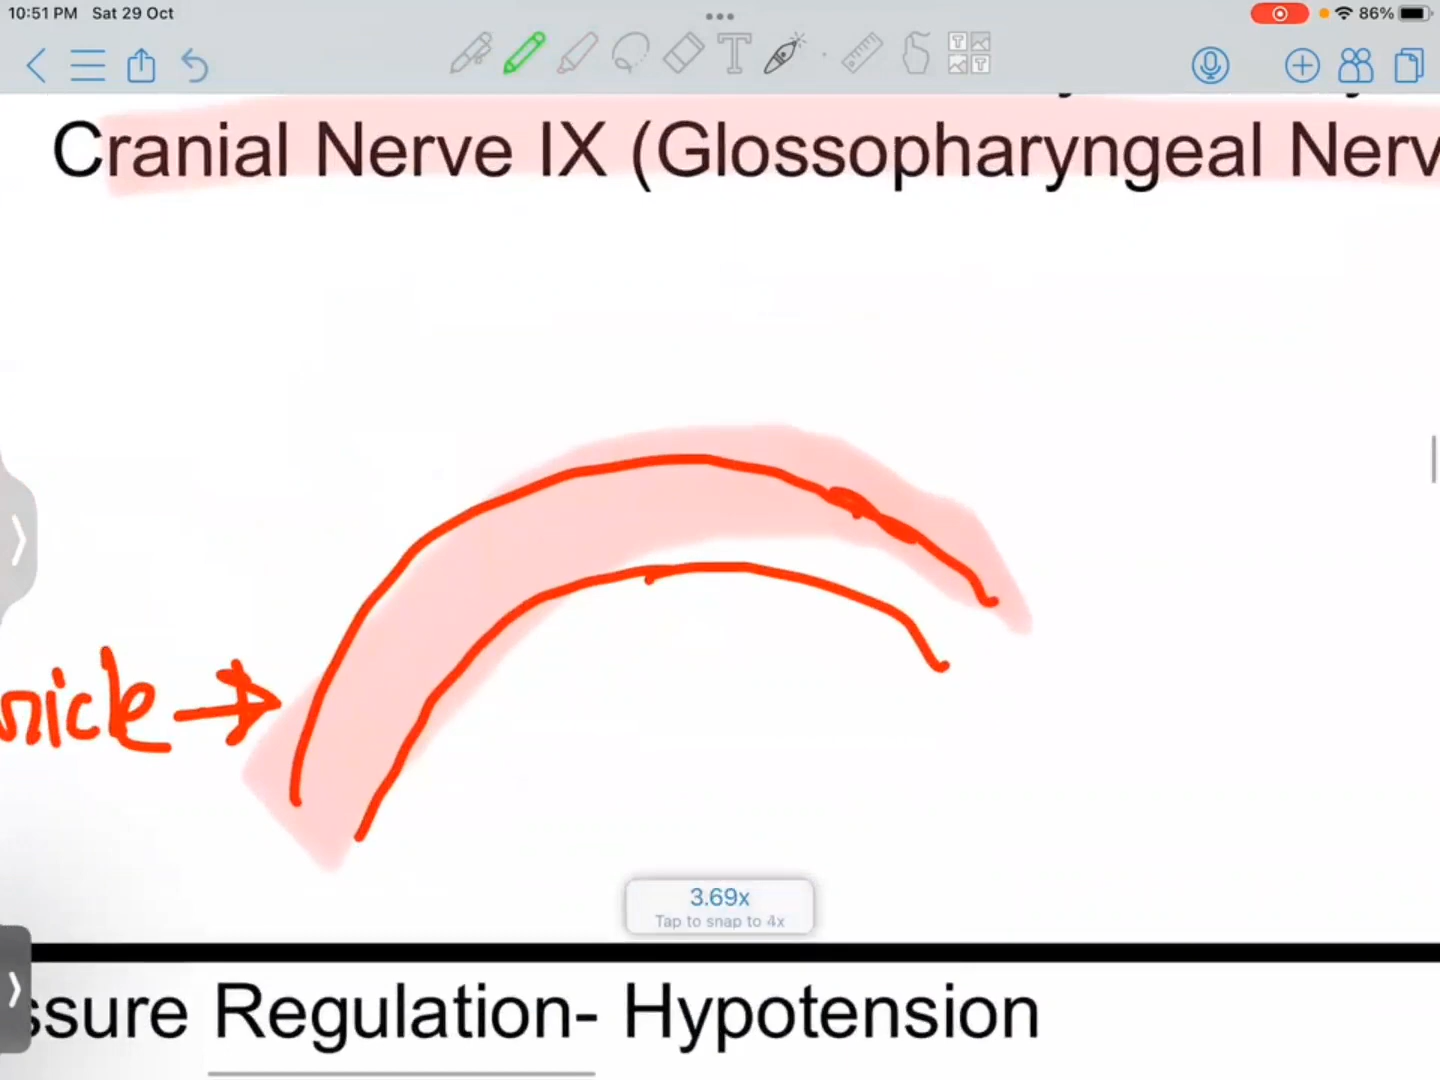 10:51 PM Sat 29 Oct
86%
Cranial Nerve IX (Glossopharyngeal Nerv
3.69x
Tap to snap to 4x
ssure Regulation- Hypotension